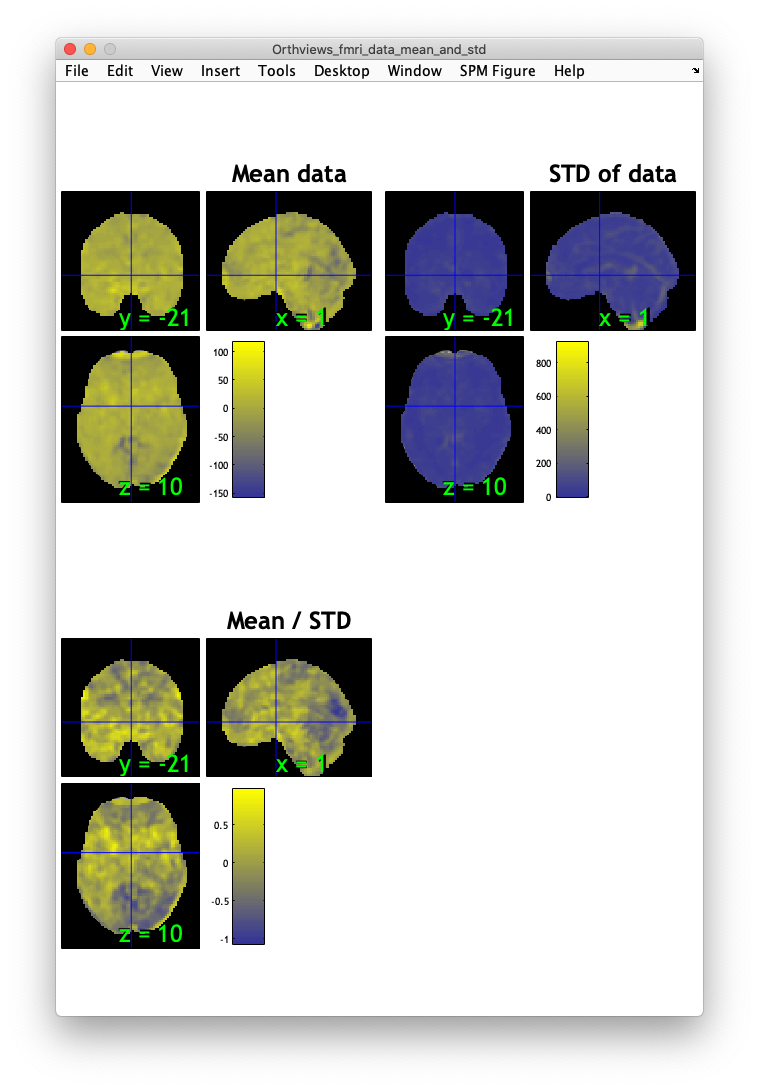 Orthviews_fmri_data_mean_and_std
File Edit View Insert Tools Desktop Window SPM Figure Help
Mean data
STD of data
y = -21
x = 1
y = -21
x = 1
z = 10
100
50
0
-50
-100
-150
z = 10
800
600
400
200
0
Mean / STD
y = -21
x = 1
z = 10
0.5
0
-0.5
-1